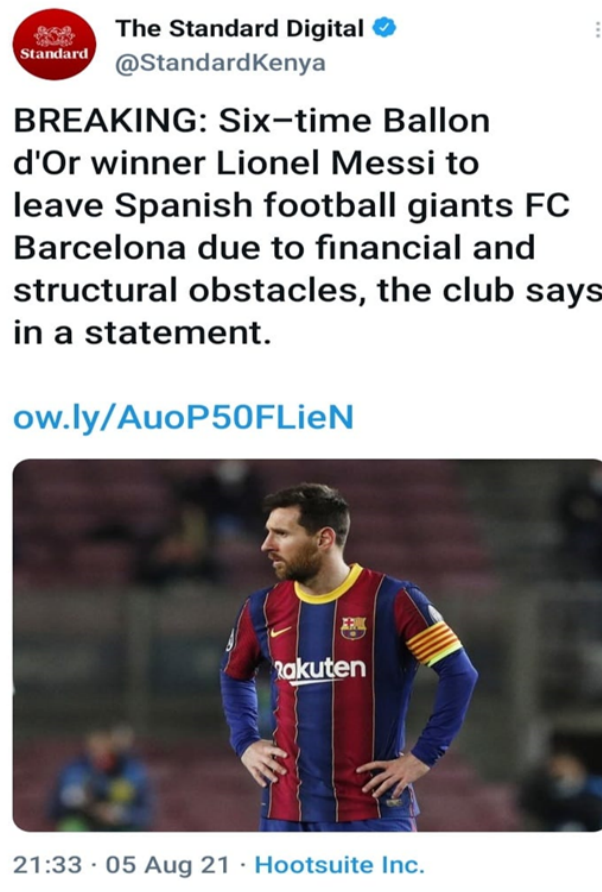 The Standard Digital
Standard
@StandardKenya
BREAKING: Six-time Ballon
d'Or winner Lionel Messi to
leave Spanish football giants FC
Barcelona due to financial and
structural obstacles, the club says
in a statement.
ow.ly/AuoP50FLieN
Rakuten
21:33 · 05 Aug 21 · Hootsuite Inc.